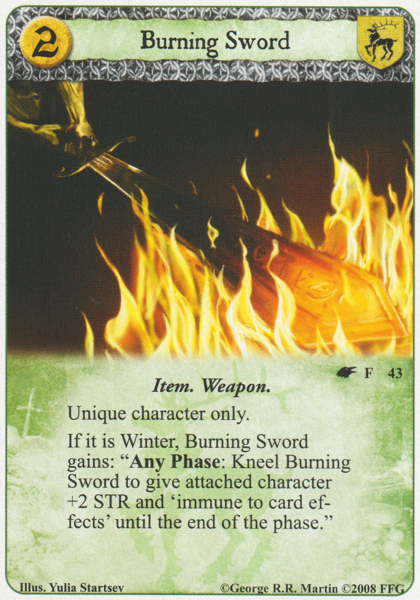 2
Burning Sword
F 43
Item. Weapon.
Unique character only.
If it is Winter, Burning Sword
gains: “Any Phase: Kneel Burning
Sword to give attached character
+2 STR and ‘immune to card ef-
fects’ until the end of the phase.”
Illus. Yulia Startsev ©George R.R. Martin ©2008 FFG